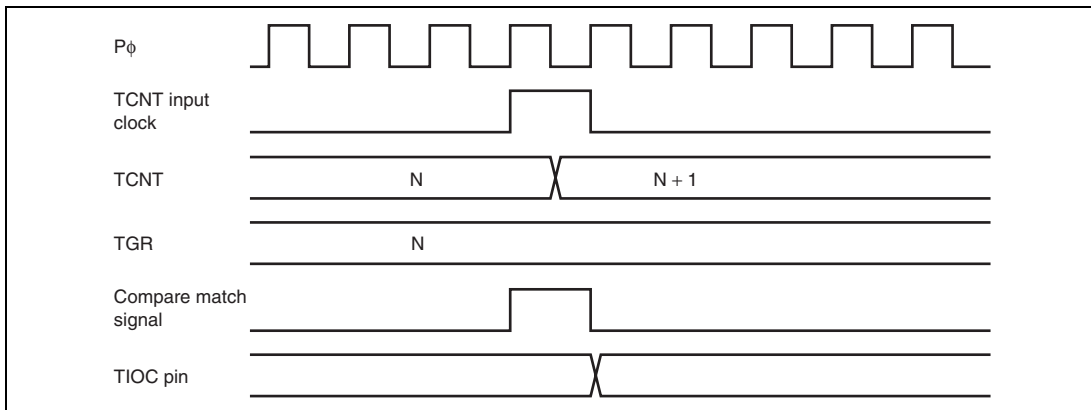 Pϕ
TCNT input
clock
TCNT
N
N + 1
TGR
N
Compare match
signal
TIOC pin